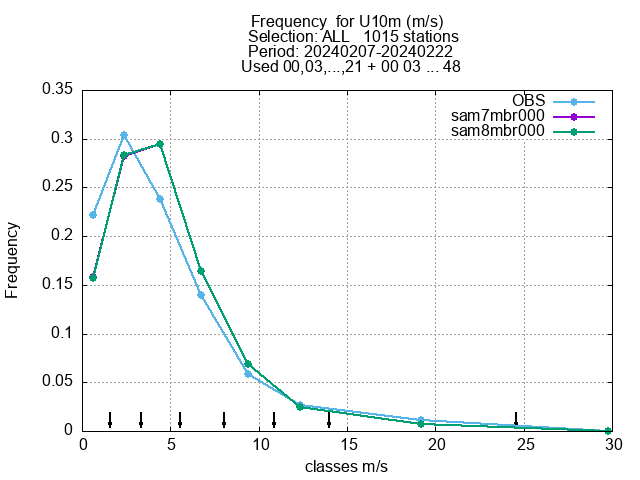 Frequency  for U10m (m/s)
Selection: ALL   1015 stations
Period: 20240207-20240222
Used 00,03,...,21 + 00 03 ... 48
OBS
sam7mbr000
sam8mbr000
0.35
0.3
0.25
0.2
0.15
0.1
0.05
0
Frequency
0 5 10 15 20 25 30
classes m/s